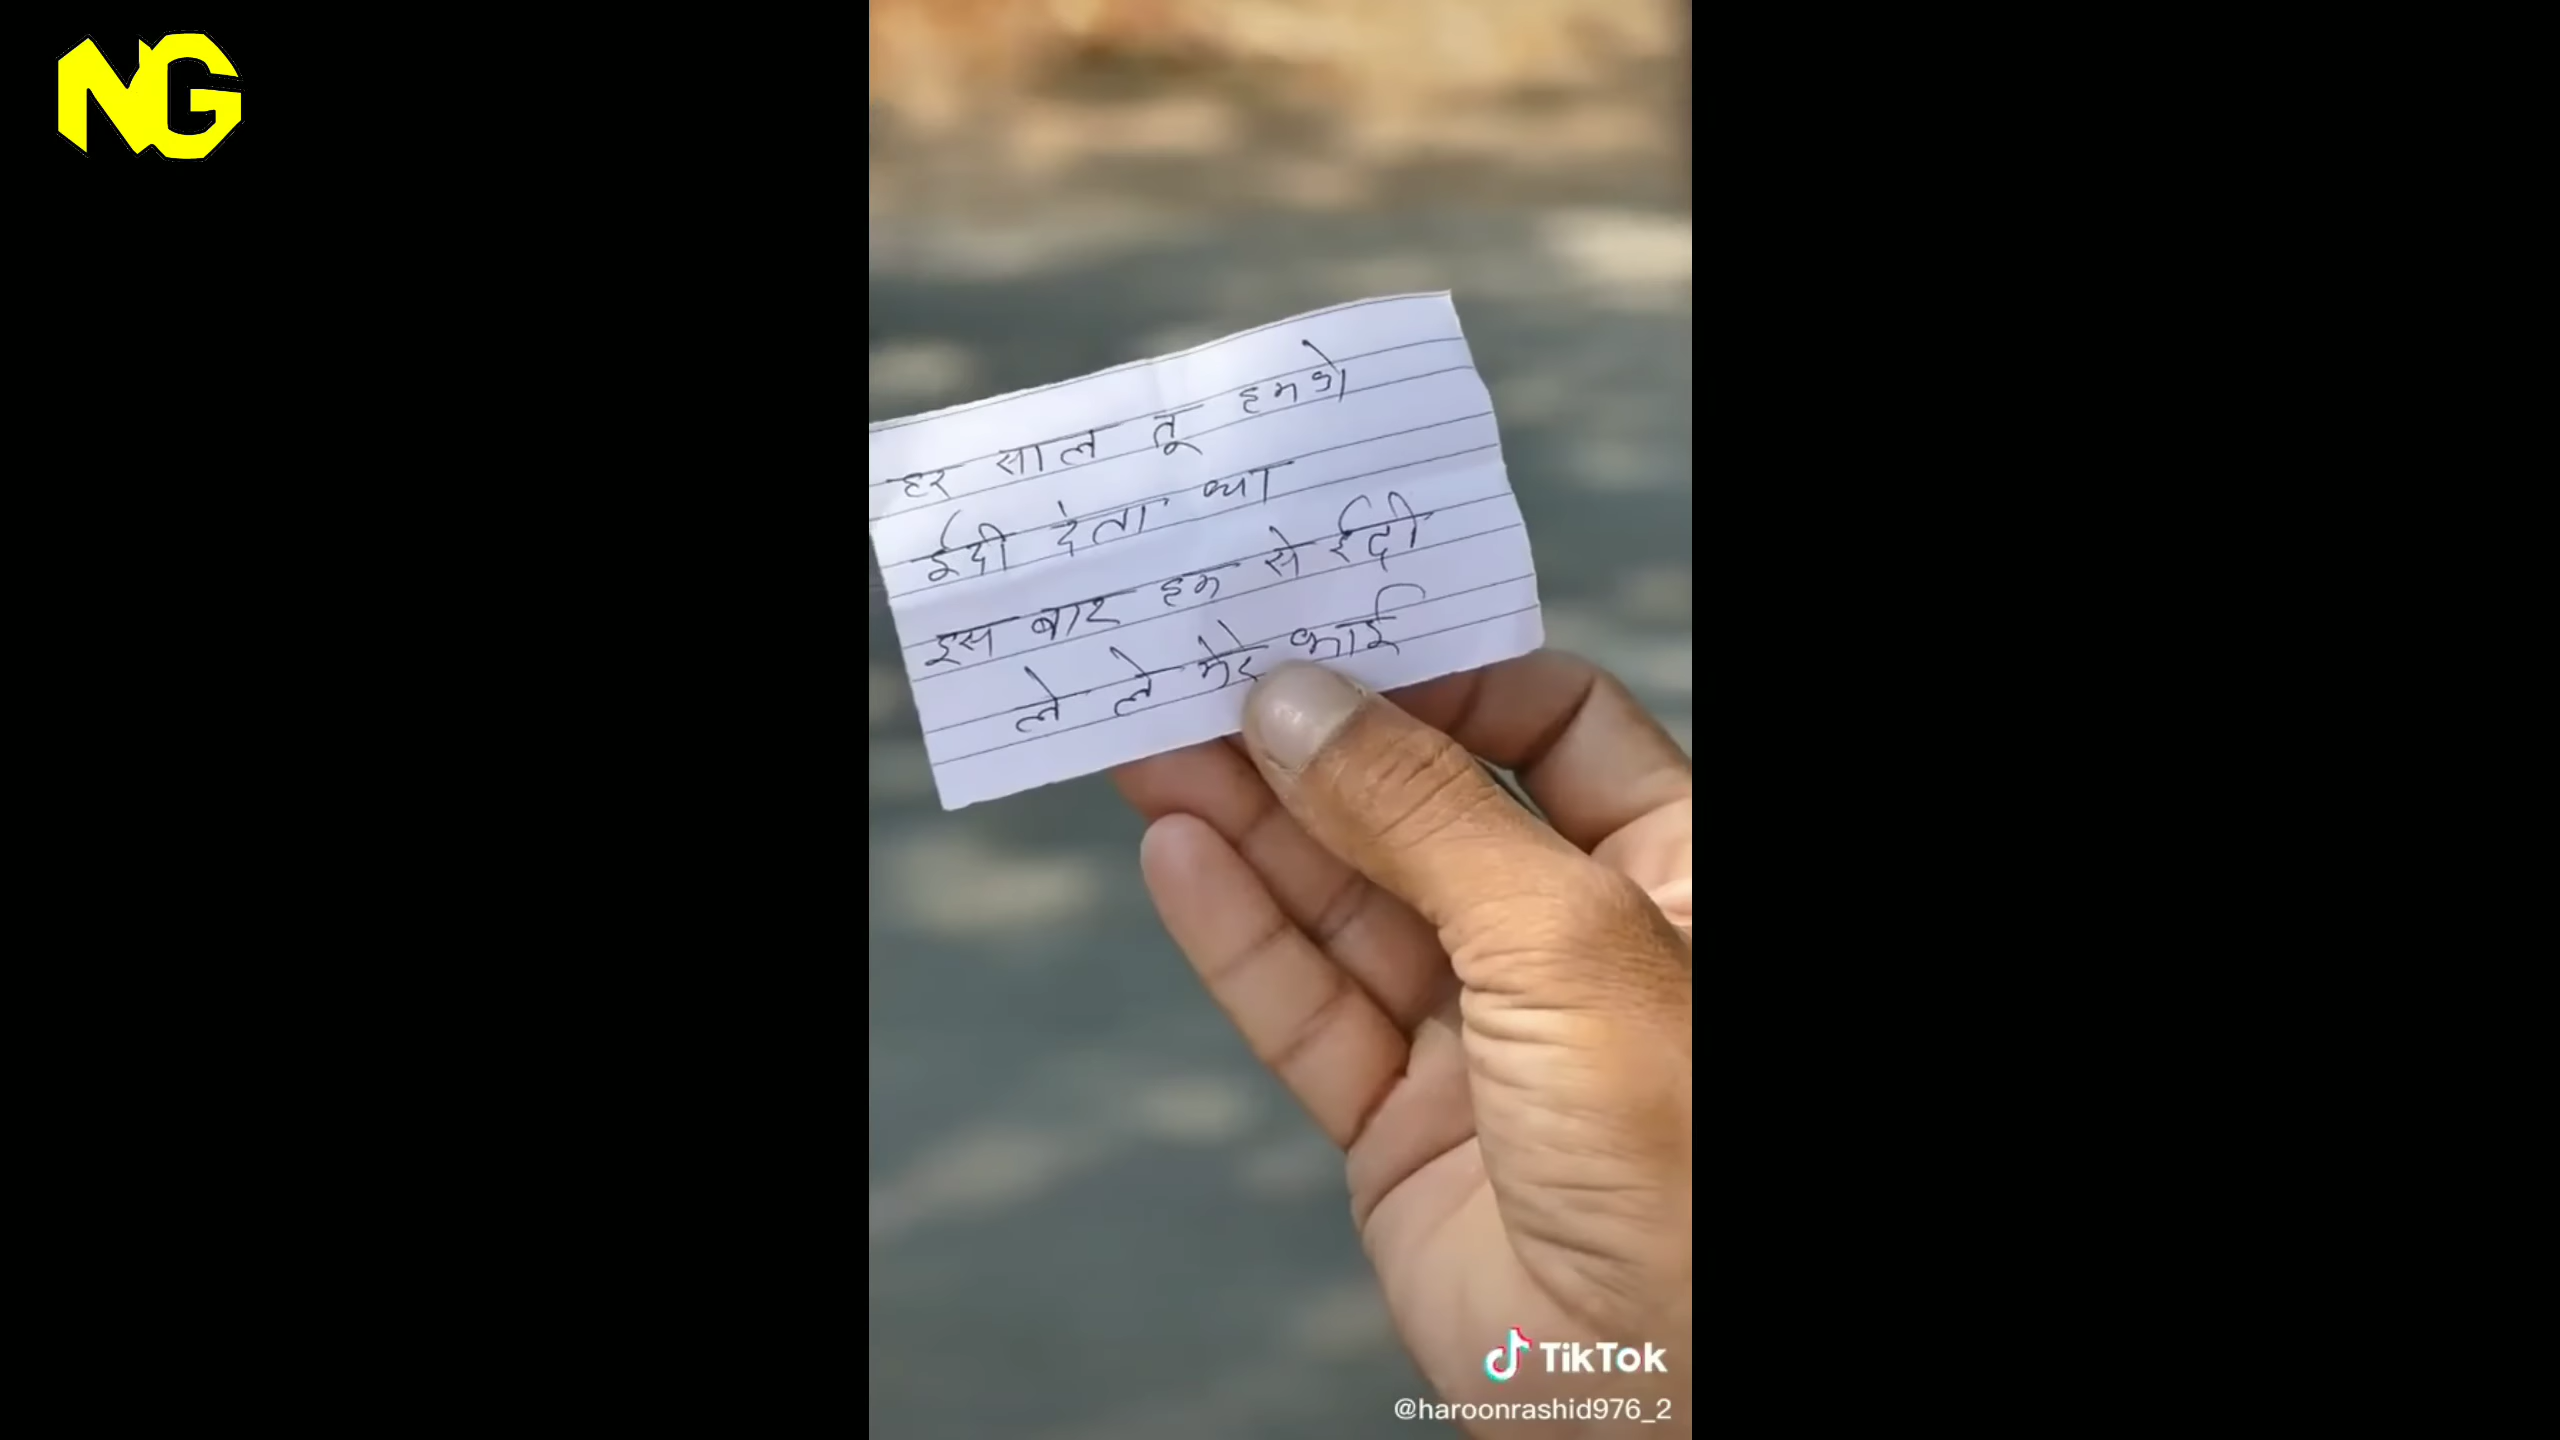 NG
हर साल तू हमको
ईदी देता था
इस बार हम से ईदी
ले ले मेरे भाई
TikTok
@haroonrashid976_2